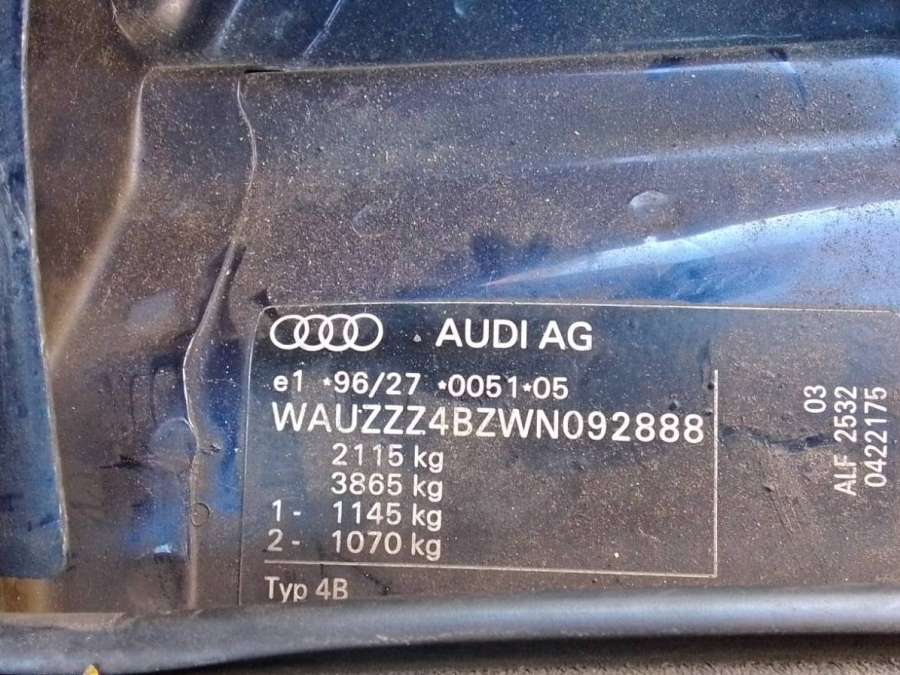 AUDI AG
e1 *96/27 *0051*05
WAUZZZ4BZWN092888
2115 kg
3865 kg
1- 1145 kg
2- 1070 kg
Typ 4B
03
ALF 2532
0422175